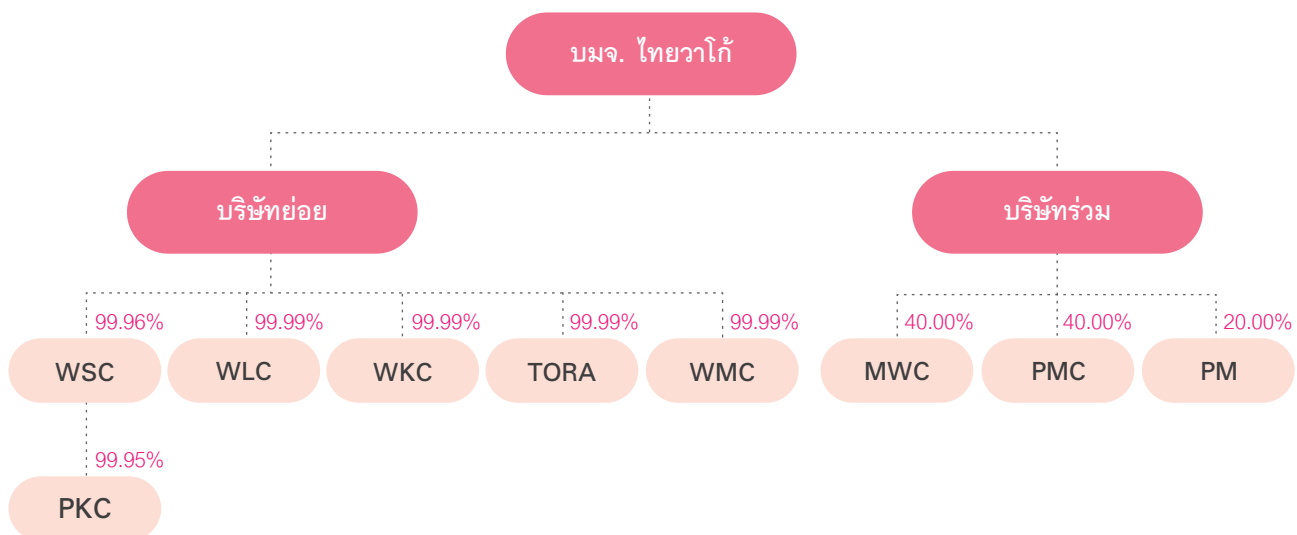 บมจ. ไทยวาโก้
บริษัทย่อย
บริษัทร่วม
99.96% 99.99% 99.99% 99.99% 99.99% 40.00% 40.00% 20.00%
WSC WLC WKC TORA WMC MWC PMC PM
99.95%
PKC